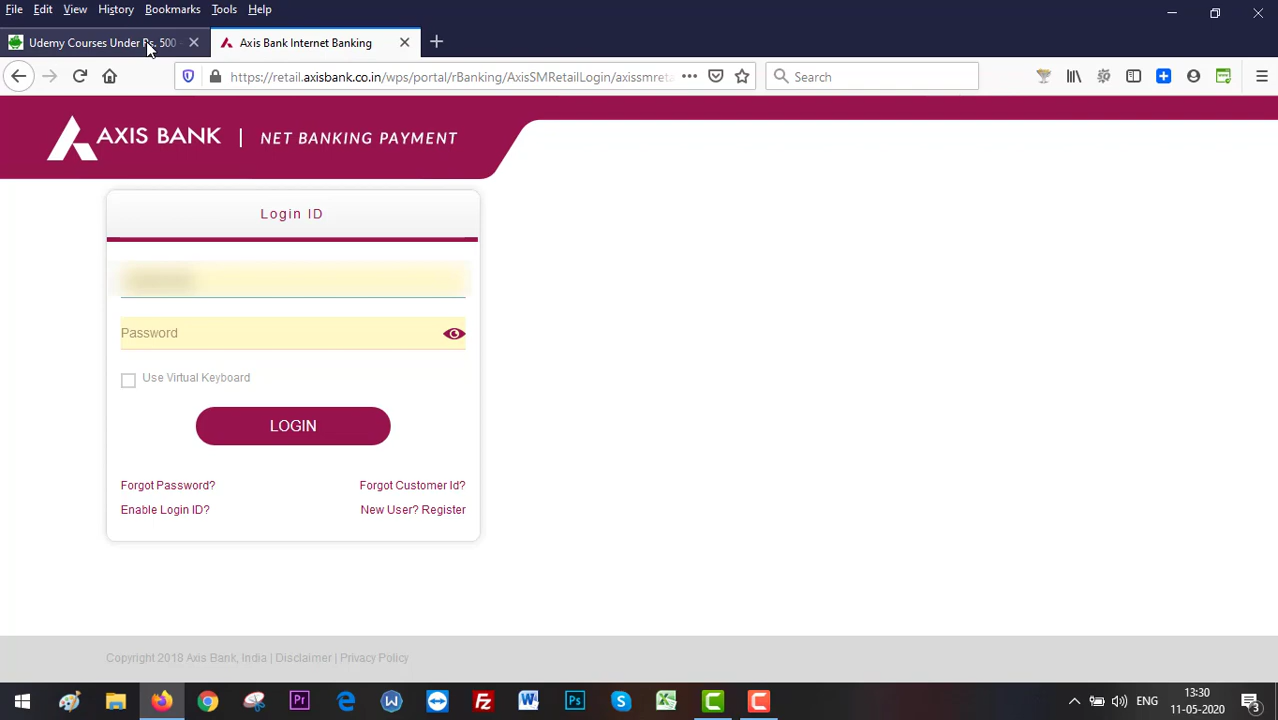 File Edit View History Bookmarks Tools Help
Udemy Courses Under Rs. 500 Axis Bank Internet Banking
https://retail.axisbank.co.in/wps/portal/rBanking/AxisSMRetailLogin/axissmreta Search
AXIS BANK | NET BANKING PAYMENT
Login ID
Password
Use Virtual Keyboard
LOGIN
Forgot Password? Forgot Customer Id?
Enable Login ID? New User? Register
Copyright 2018 Axis Bank, India | Disclaimer | Privacy Policy
ENG 13:30
11-05-2020